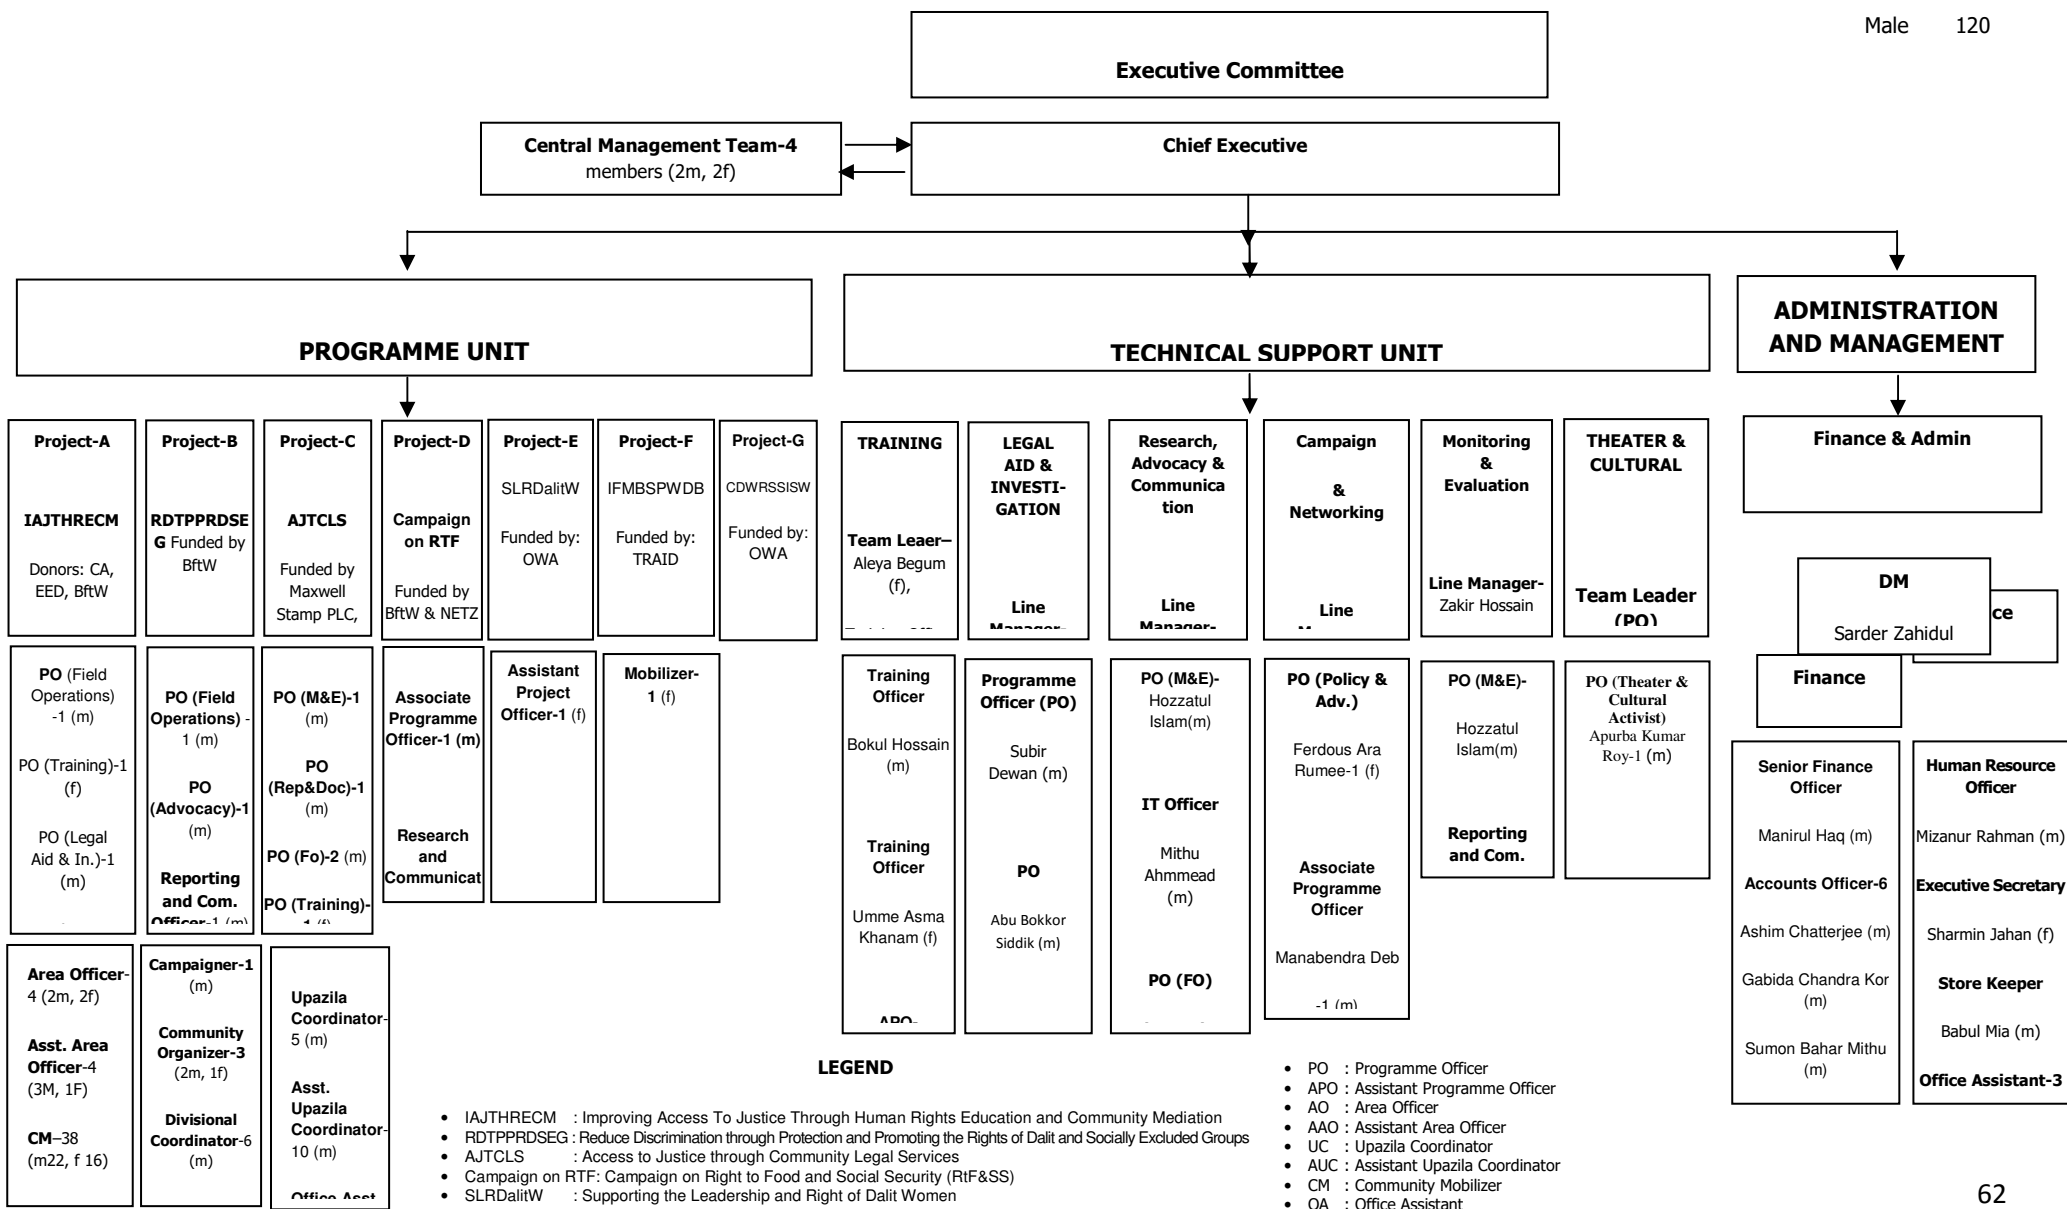 Male 120
Executive Committee
Central Management Team-4
members (2m, 2f)
Chief Executive
PROGRAMME UNIT
TECHNICAL SUPPORT UNIT
ADMINISTRATION
AND MANAGEMENT
Project-A
IAJTHRECM
Donors: CA,
EED, BftW
Project-B
RDTPPRDSE
G Funded by
BftW
Project-C
AJTCLS
Funded by
Maxwell
Stamp PLC,
Project-D
Campaign
on RTF
Funded by
BftW & NETZ
Project-E
SLRDalitW
Funded by:
OWA
Project-F
IFMBSPWDB
Funded by:
TRAID
Project-G
CDWRSSISW
Funded by:
OWA
TRAINING
Team Leaer–
Aleya Begum
(f),
LEGAL
AID &
INVESTI-
GATION
Line
Manager-
Research,
Advocacy &
Communica
tion
Line
Manager-
Campaign
&
Networking
Line
Monitoring
&
Evaluation
Line Manager-
Zakir Hossain
THEATER &
CULTURAL
Team Leader
(PO)
Finance & Admin
DM
Sarder Zahidul
ce
Finance
PO (Field
Operations)
-1 (m)
PO (Training)-1
(f)
PO (Legal
Aid & In.)-1
(m)
PO (Field
Operations) -
1 (m)
PO
(Advocacy)-1
(m)
Reporting
and Com.
Officer-1 (m)
PO (M&E)-1
(m)
PO
(Rep&Doc)-1
(m)
PO (Fo)-2 (m)
PO (Training)-
1 (f)
Associate
Programme
Officer-1 (m)
Research
and
Communicat
Assistant
Project
Officer-1 (f)
Mobilizer-
1 (f)
Training
Officer
Bokul Hossain
(m)
Training
Officer
Umme Asma
Khanam (f)
APO-
Programme
Officer (PO)
Subir
Dewan (m)
PO
Abu Bokkor
Siddik (m)
PO (M&E)-
Hozzatul
Islam(m)
IT Officer
Mithu
Ahmmead
(m)
PO (FO)
PO (Policy &
Adv.)
Ferdous Ara
Rumee-1 (f)
Associate
Programme
Officer
Manabendra Deb
-1 (m)
PO (M&E)-
Hozzatul
Islam(m)
Reporting
and Com.
PO (Theater &
Cultural
Activist)
Apurba Kumar
Roy-1 (m)
Senior Finance
Officer
Manirul Haq (m)
Accounts Officer-6
Ashim Chatterjee (m)
Gabida Chandra Kor
(m)
Sumon Bahar Mithu
(m)
Human Resource
Officer
Mizanur Rahman (m)
Executive Secretary
Sharmin Jahan (f)
Store Keeper
Babul Mia (m)
Office Assistant-3
Area Officer-
4 (2m, 2f)
Asst. Area
Officer-4
(3M, 1F)
CM–38
(m22, f 16)
Campaigner-1
(m)
Community
Organizer-3
(2m, 1f)
Divisional
Coordinator-6
(m)
Upazila
Coordinator-
5 (m)
Asst.
Upazila
Coordinator-
10 (m)
Office Asst
LEGEND
• IAJTHRECM : Improving Access To Justice Through Human Rights Education and Community Mediation
• RDTPPRDSEG : Reduce Discrimination through Protection and Promoting the Rights of Dalit and Socially Excluded Groups
• AJTCLS : Access to Justice through Community Legal Services
• Campaign on RTF: Campaign on Right to Food and Social Security (RtF&SS)
• SLRDalitW : Supporting the Leadership and Right of Dalit Women
• PO : Programme Officer
• APO : Assistant Programme Officer
• AO : Area Officer
• AAO : Assistant Area Officer
• UC : Upazila Coordinator
• AUC : Assistant Upazila Coordinator
• CM : Community Mobilizer
• OA : Office Assistant
62